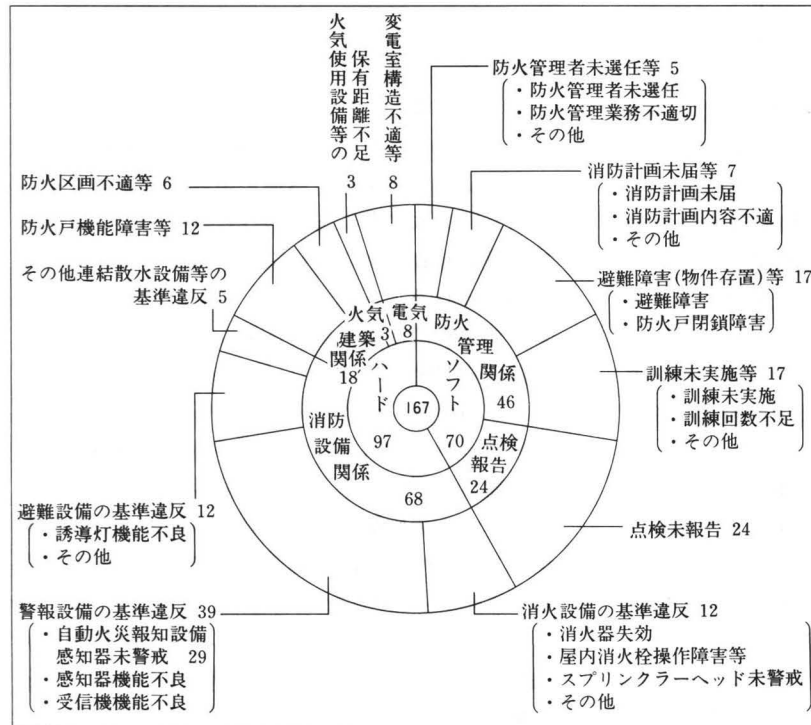 火気使用設備等の
保有距離不足
3
変電室構造不適等
8
防火管理者未選任等 5
・防火管理者未選任
・防火管理業務不適切
・その他
消防計画未届等 7
・消防計画未届
・消防計画内容不適
・その他
避難障害(物件存置)等 17
・避難障害
・防火戸閉鎖障害
訓練未実施等 17
・訓練未実施
・訓練回数不足
・その他
点検未報告 24
消火設備の基準違反 12
・消火器失効
・屋内消火栓操作障害等
・スプリンクラーヘッド未警戒
・その他
警報設備の基準違反 39
・自動火災報知設備
感知器未警戒 29
・感知器機能不良
・受信機機能不良
避難設備の基準違反 12
・誘導灯機能不良
・その他
その他連結散水設備等の
基準違反 5
防火戸機能障害等 12
防火区画不適等 6
火気
3
電気
8
防火
管理
関係
46
点検
報告
24
消防
設備
関係
68
建築
関係
18
ハード
97
ソフト
70
167